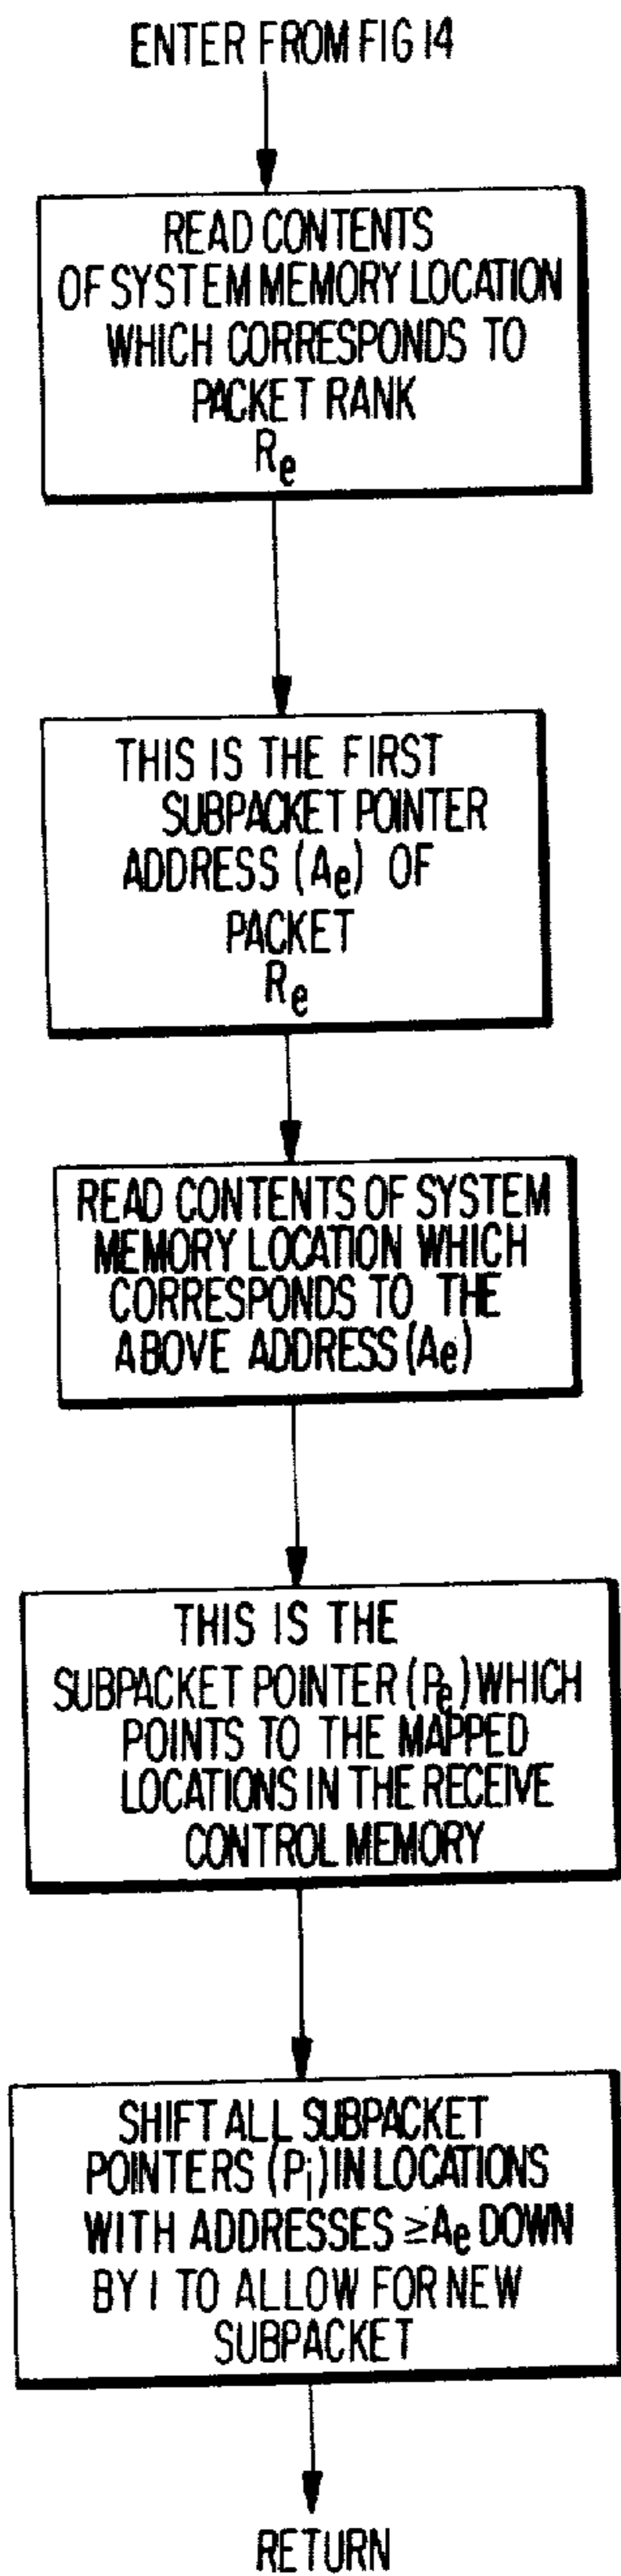 ENTER FROM FIG 14
READ CONTENTS
OF SYSTEM MEMORY LOCATION
WHICH CORRESPONDS TO
PACKET RANK
Re
THIS IS THE FIRST
SUBPACKET POINTER
ADDRESS (Ae) OF
PACKET
Re
READ CONTENTS OF SYSTEM
MEMORY LOCATION WHICH
CORRESPONDS TO THE
ABOVE ADDRESS (Ae)
THIS IS THE
SUBPACKET POINTER (Pe) WHICH
POINTS TO THE MAPPED
LOCATIONS IN THE RECEIVE
CONTROL MEMORY
SHIFT ALL SUBPACKET
POINTERS (Pi) IN LOCATIONS
WITH ADDRESSES ≥Ae DOWN
BY 1 TO ALLOW FOR NEW
SUBPACKET
RETURN